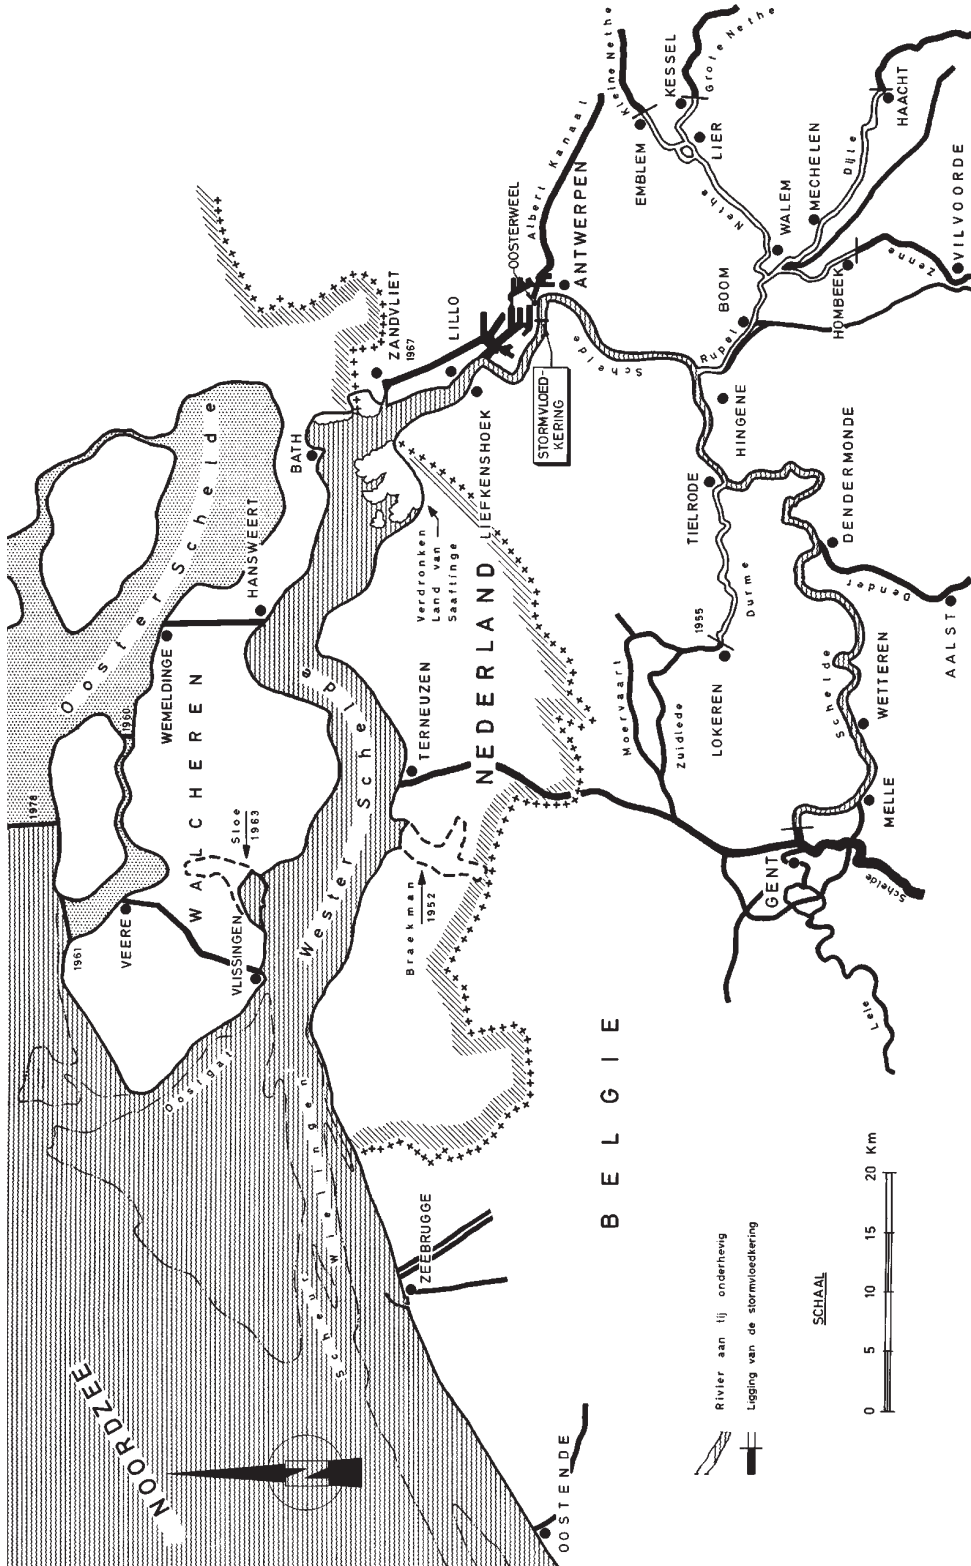 NOORDZEE
OOSTENDE
ZEEBRUGGE
Scheur
Wielingen
Oostgat
1961
VEERE
VLISSINGEN
WALCHEREN
Sloe
1963
1978
1960
WEMELDINGE
HANSWEERT
Ooster Schelde
Wester Schelde
BATH
ZANDVLIET
1967
LILLO
OOSTERWEEL
Albert Kanaal
ANTWERPEN
STORMVLOED-
KERING
LIEFKENSHOEK
Verdronken
Land van
Saaftinge
NEDERLAND
TERNEUZEN
Braekman
1952
BELGIE
Moervaart
Zuidlede
LOKEREN
1955
Durme
TIELRODE
HINGENE
Schelde
Rupel
BOOM
WALEM
Nethe
EMBLEM
Kleine Nethe
KESSEL
Grote Nethe
LIER
MECHELEN
Dijle
HAACHT
HOMBEEK
Zenne
VILVOORDE
DENDERMONDE
Dender
AALST
Schelde
WETTEREN
MELLE
GENT
Schelde
Leie
Rivier aan tij onderhevig
Ligging van de stormvloedkering
SCHAAL
0 5 10 15 20 Km